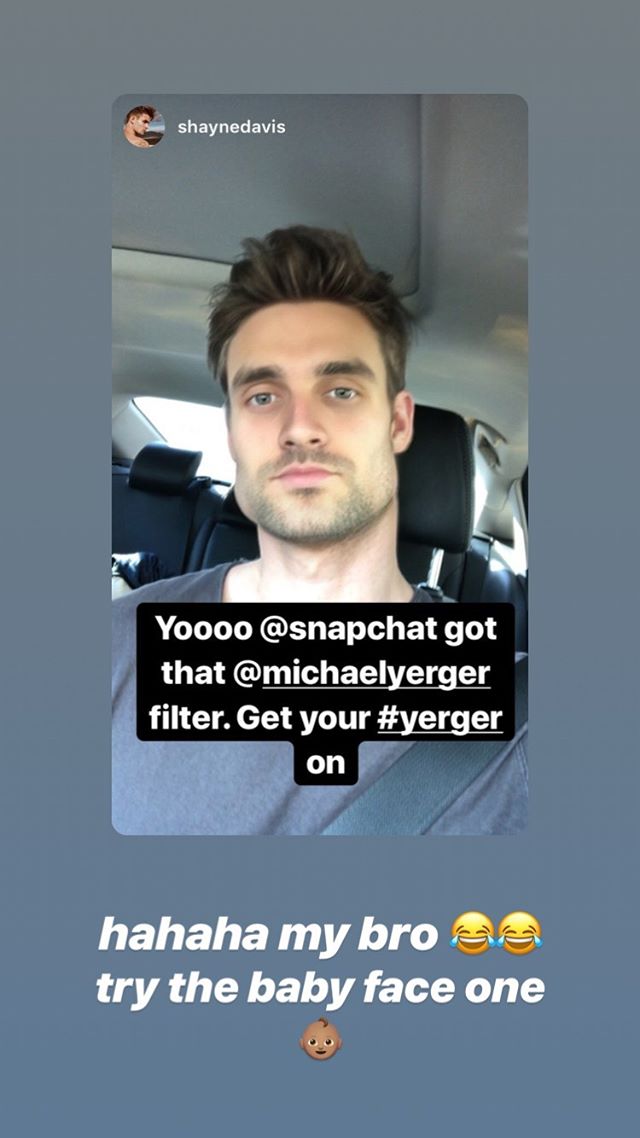 shaynedavis
Yoooo @snapchat got
that @michaelyerger
filter. Get your #yerger
on
hahaha my bro 😂😂
try the baby face one
👶🏽